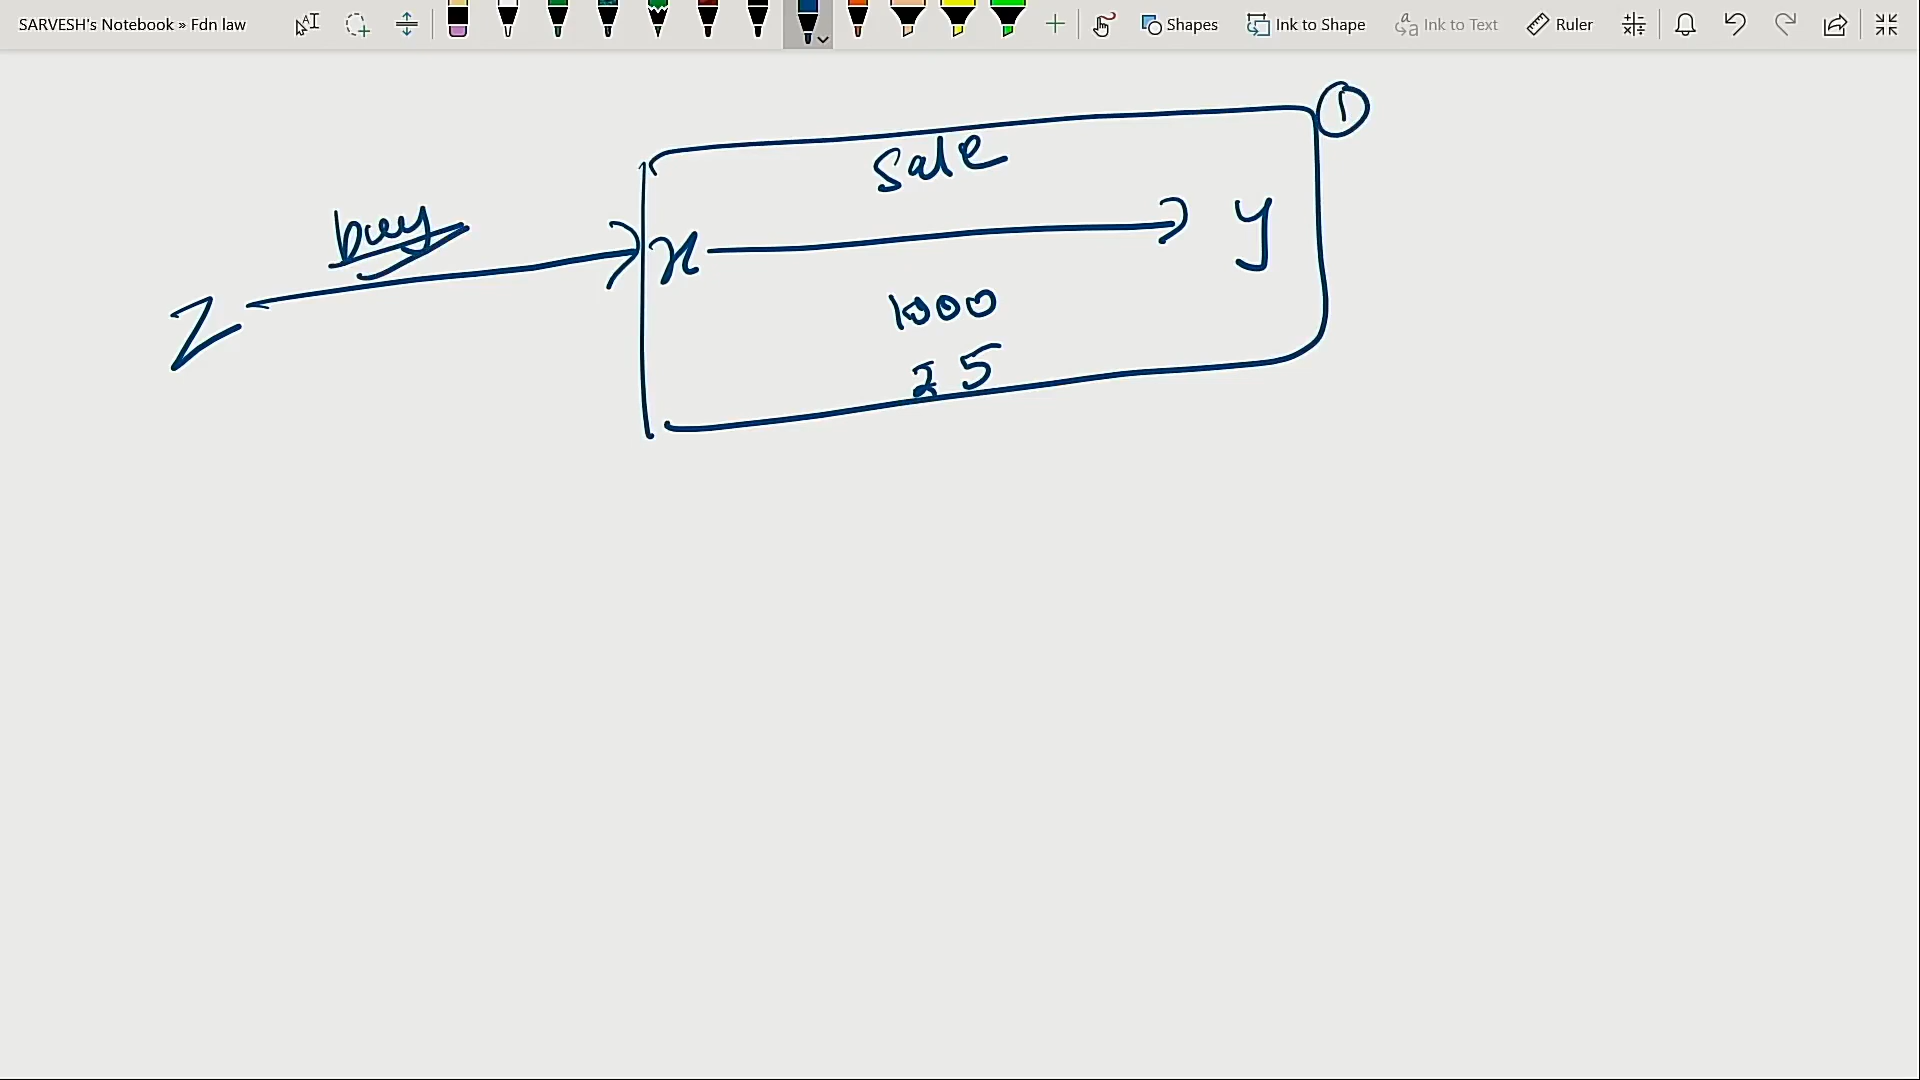 SARVESH's Notebook » Fdn law
Shapes
Ink to Shape
Ink to Text
Ruler
1
Sale
buy
x
y
Z
1000
25